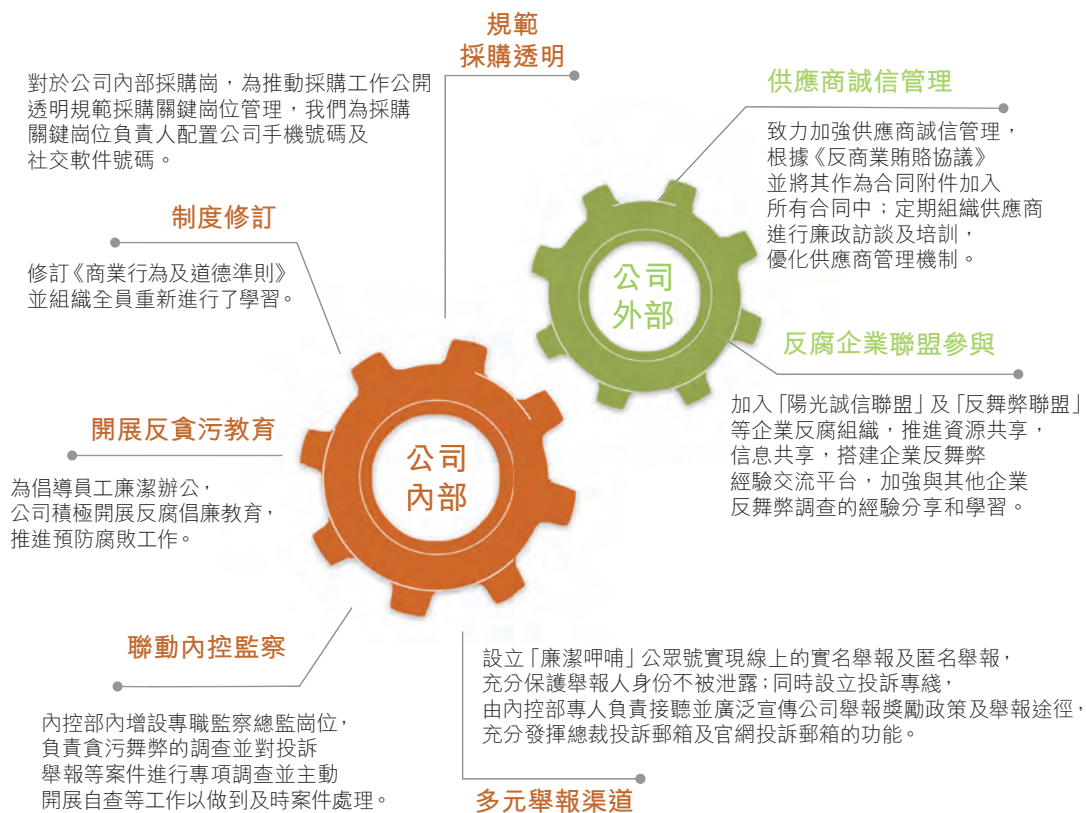 規範
採購透明
對於公司內部採購崗，為推動採購工作公開
透明規範採購關鍵崗位管理，我們為採購
關鍵崗位負責人配置公司手機號碼及
社交軟件號碼。
制度修訂
修訂《商業行為及道德準則》
並組織全員重新進行了學習。
開展反貪污教育
為倡導員工廉潔辦公，
公司積極開展反腐倡廉教育，
推進預防腐敗工作。
聯動內控監察
內控部內增設專職監察總監崗位，
負責貪污舞弊的調查並對投訴
舉報等案件進行專項調查並主動
開展自查等工作以做到及時案件處理。
公司
內部
設立「廉潔呷哺」公眾號實現線上的實名舉報及匿名舉報，
充分保護舉報人身份不被泄露；同時設立投訴專綫，
由內控部專人負責接聽並廣泛宣傳公司舉報獎勵政策及舉報途徑，
充分發揮總裁投訴郵箱及官網投訴郵箱的功能。
多元舉報渠道
公司
外部
供應商誠信管理
致力加強供應商誠信管理，
根據《反商業賄賂協議》
並將其作為合同附件加入
所有合同中；定期組織供應商
進行廉政訪談及培訓，
優化供應商管理機制。
反腐企業聯盟參與
加入「陽光誠信聯盟」及「反舞弊聯盟」
等企業反腐組織，推進資源共享，
信息共享，搭建企業反舞弊
經驗交流平台，加強與其他企業
反舞弊調查的經驗分享和學習。